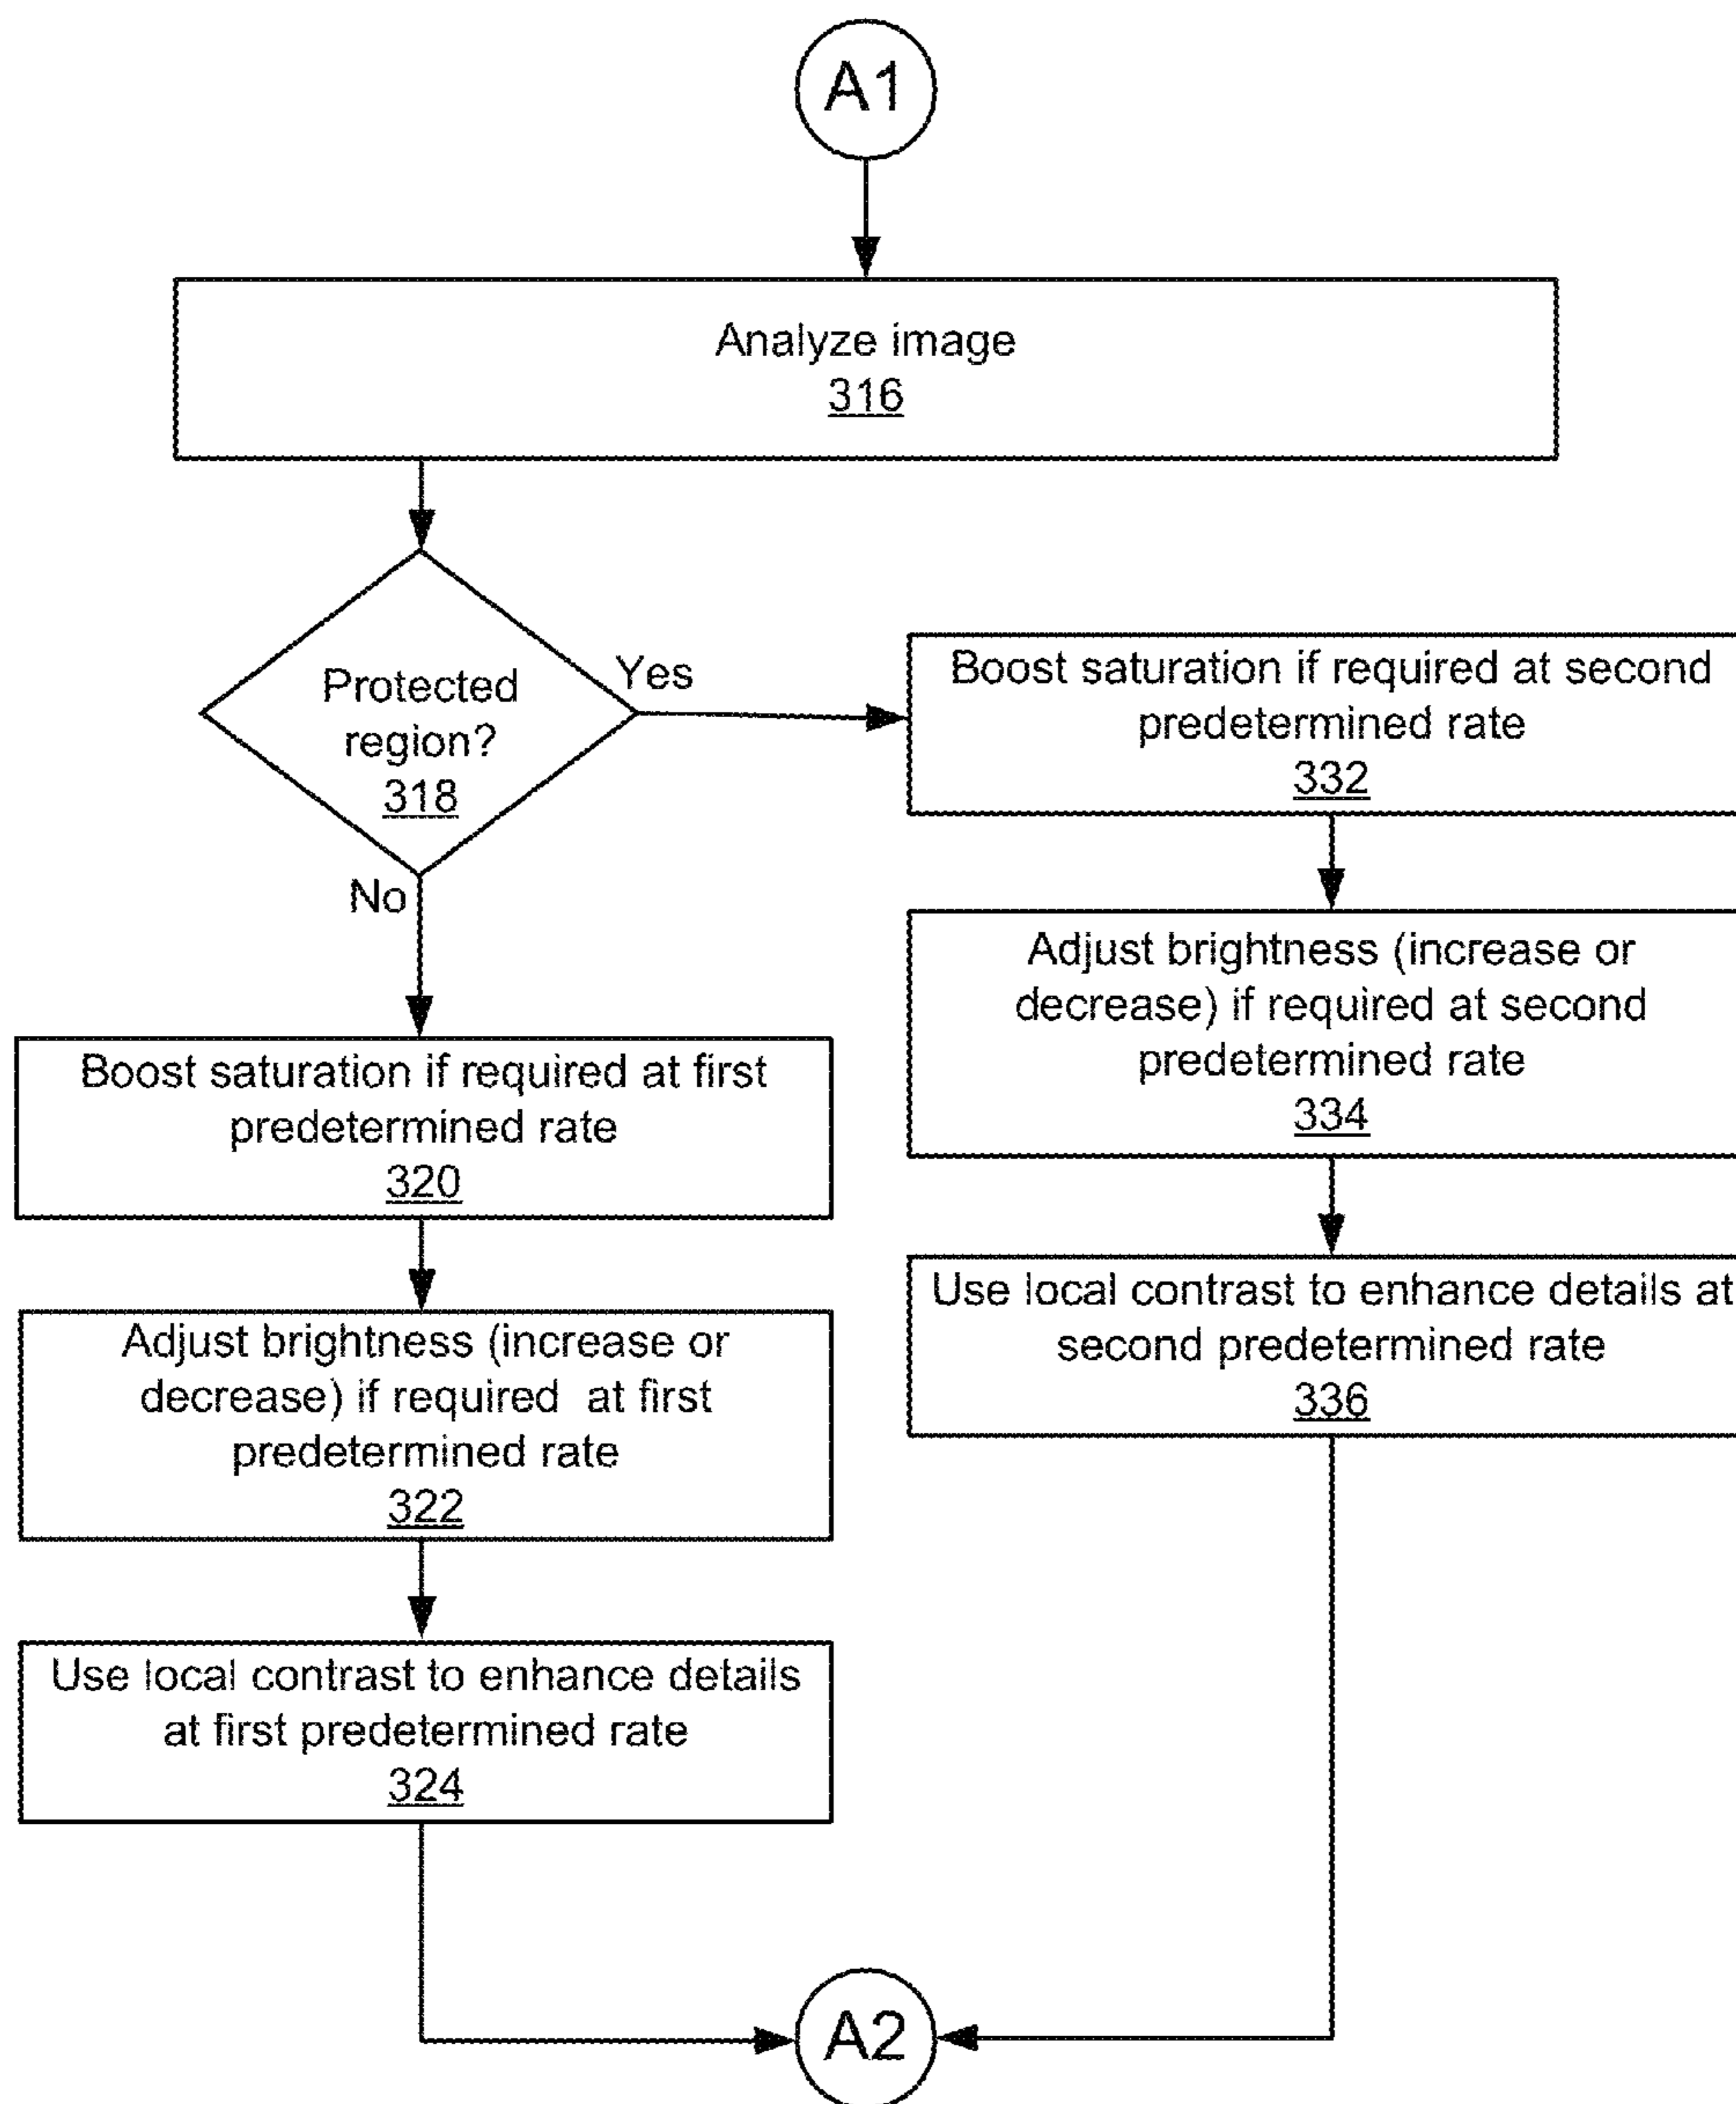 A1
Analyze image
316
Protected
region?
318
Yes
No
Boost saturation if required at second
predetermined rate
332
Adjust brightness (increase or
decrease) if required at second
predetermined rate
334
Use local contrast to enhance details at
second predetermined rate
336
Boost saturation if required at first
predetermined rate
320
Adjust brightness (increase or
decrease) if required at first
predetermined rate
322
Use local contrast to enhance details
at first predetermined rate
324
A2